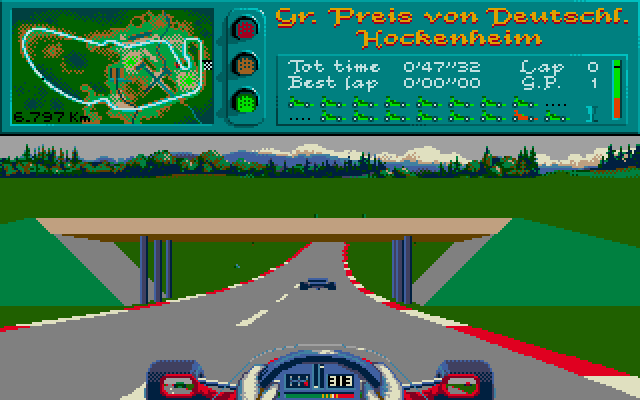 Gr. Preis von Deutschl.
Hockenheim
Tot time 0'47"32 Lap 0
Best lap 0'00"00 G.P. 1
6.797 Km
313